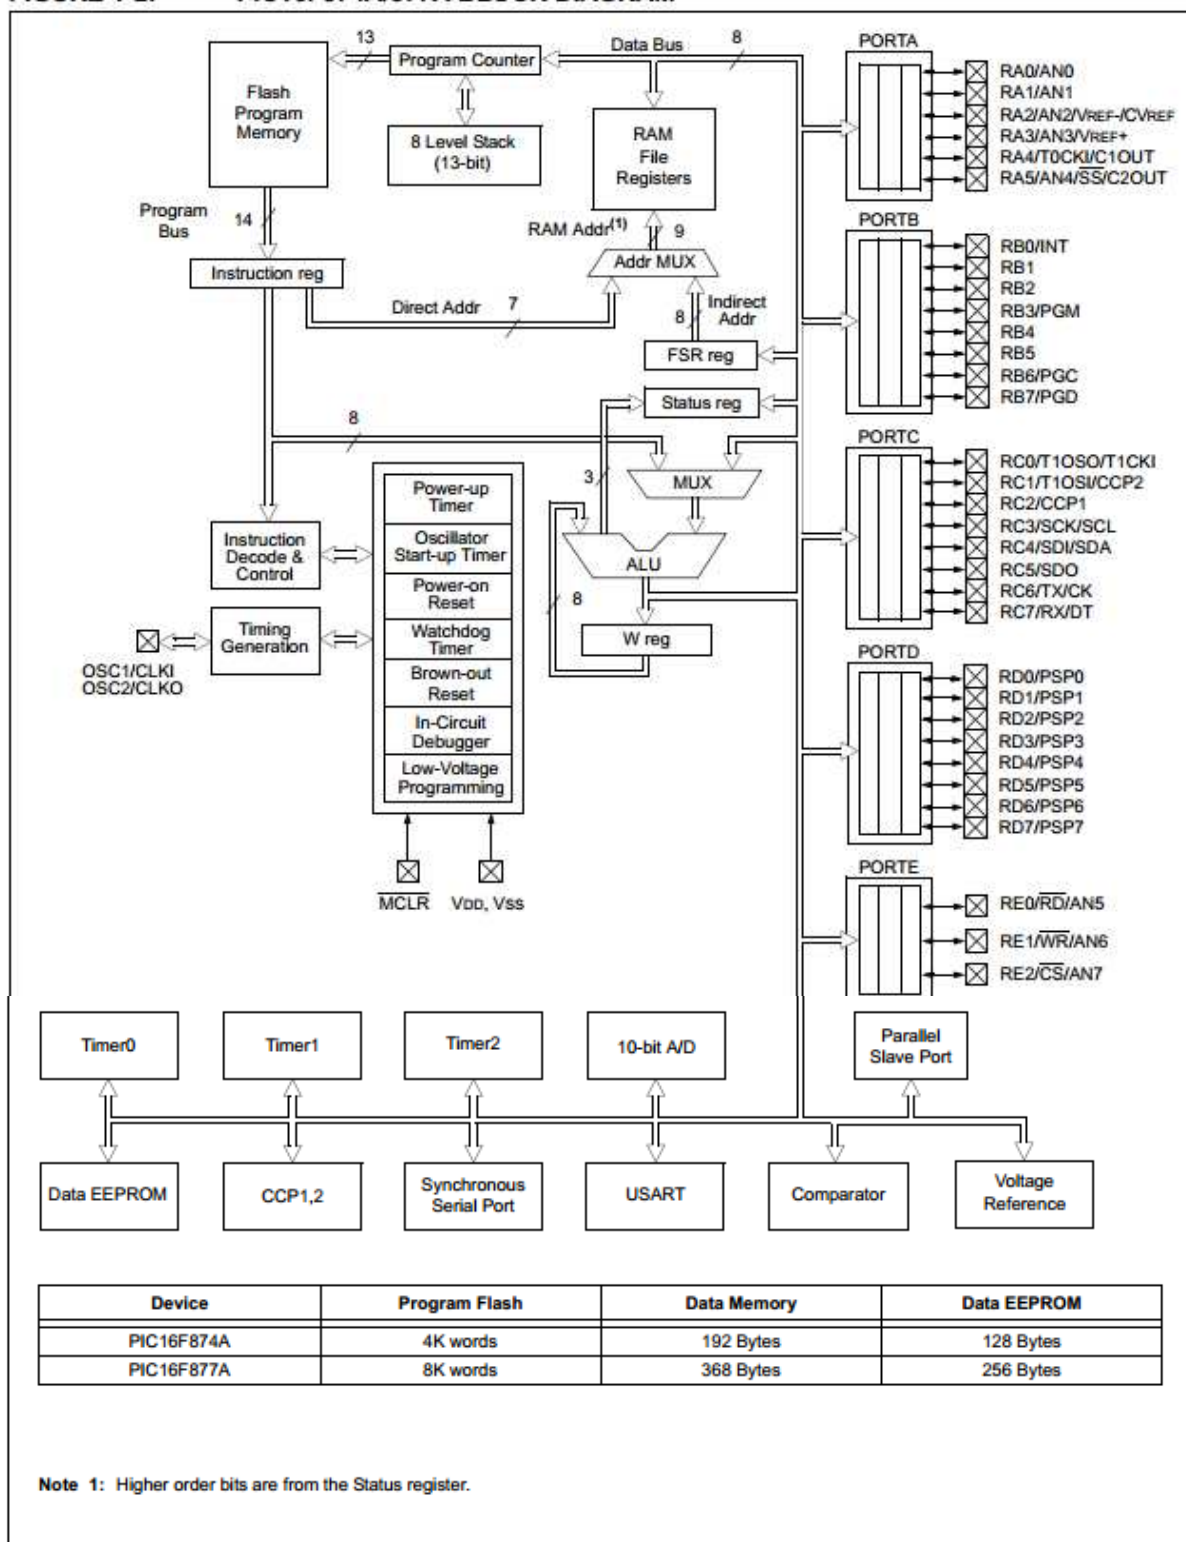 13
Data Bus
8
PORTA
Program Counter
Flash
Program
Memory
8 Level Stack
(13-bit)
RAM
File
Registers
RA0/AN0
RA1/AN1
RA2/AN2/VREF-/CVREF
RA3/AN3/VREF+
RA4/T0CKI/C1OUT
RA5/AN4/SS/C2OUT
Program
Bus
14
RAM Addr(1)
9
PORTB
Instruction reg
Addr MUX
Direct Addr
7
8
Indirect
Addr
FSR reg
Status reg
RB0/INT
RB1
RB2
RB3/PGM
RB4
RB5
RB6/PGC
RB7/PGD
8
PORTC
3
MUX
Power-up
Timer
Instruction
Decode &
Control
Oscillator
Start-up Timer
ALU
Power-on
Reset
8
RC0/T1OSO/T1CKI
RC1/T1OSI/CCP2
RC2/CCP1
RC3/SCK/SCL
RC4/SDI/SDA
RC5/SDO
RC6/TX/CK
RC7/RX/DT
Timing
Generation
Watchdog
Timer
W reg
OSC1/CLKI
OSC2/CLKO
Brown-out
Reset
In-Circuit
Debugger
Low-Voltage
Programming
PORTD
RD0/PSP0
RD1/PSP1
RD2/PSP2
RD3/PSP3
RD4/PSP4
RD5/PSP5
RD6/PSP6
RD7/PSP7
MCLR
VDD, VSS
PORTE
RE0/RD/AN5
RE1/WR/AN6
RE2/CS/AN7
Timer0
Timer1
Timer2
10-bit A/D
Parallel
Slave Port
Data EEPROM
CCP1,2
Synchronous
Serial Port
USART
Comparator
Voltage
Reference
Device Program Flash Data Memory Data EEPROM
PIC16F874A 4K words 192 Bytes 128 Bytes
PIC16F877A 8K words 368 Bytes 256 Bytes
Note 1: Higher order bits are from the Status register.